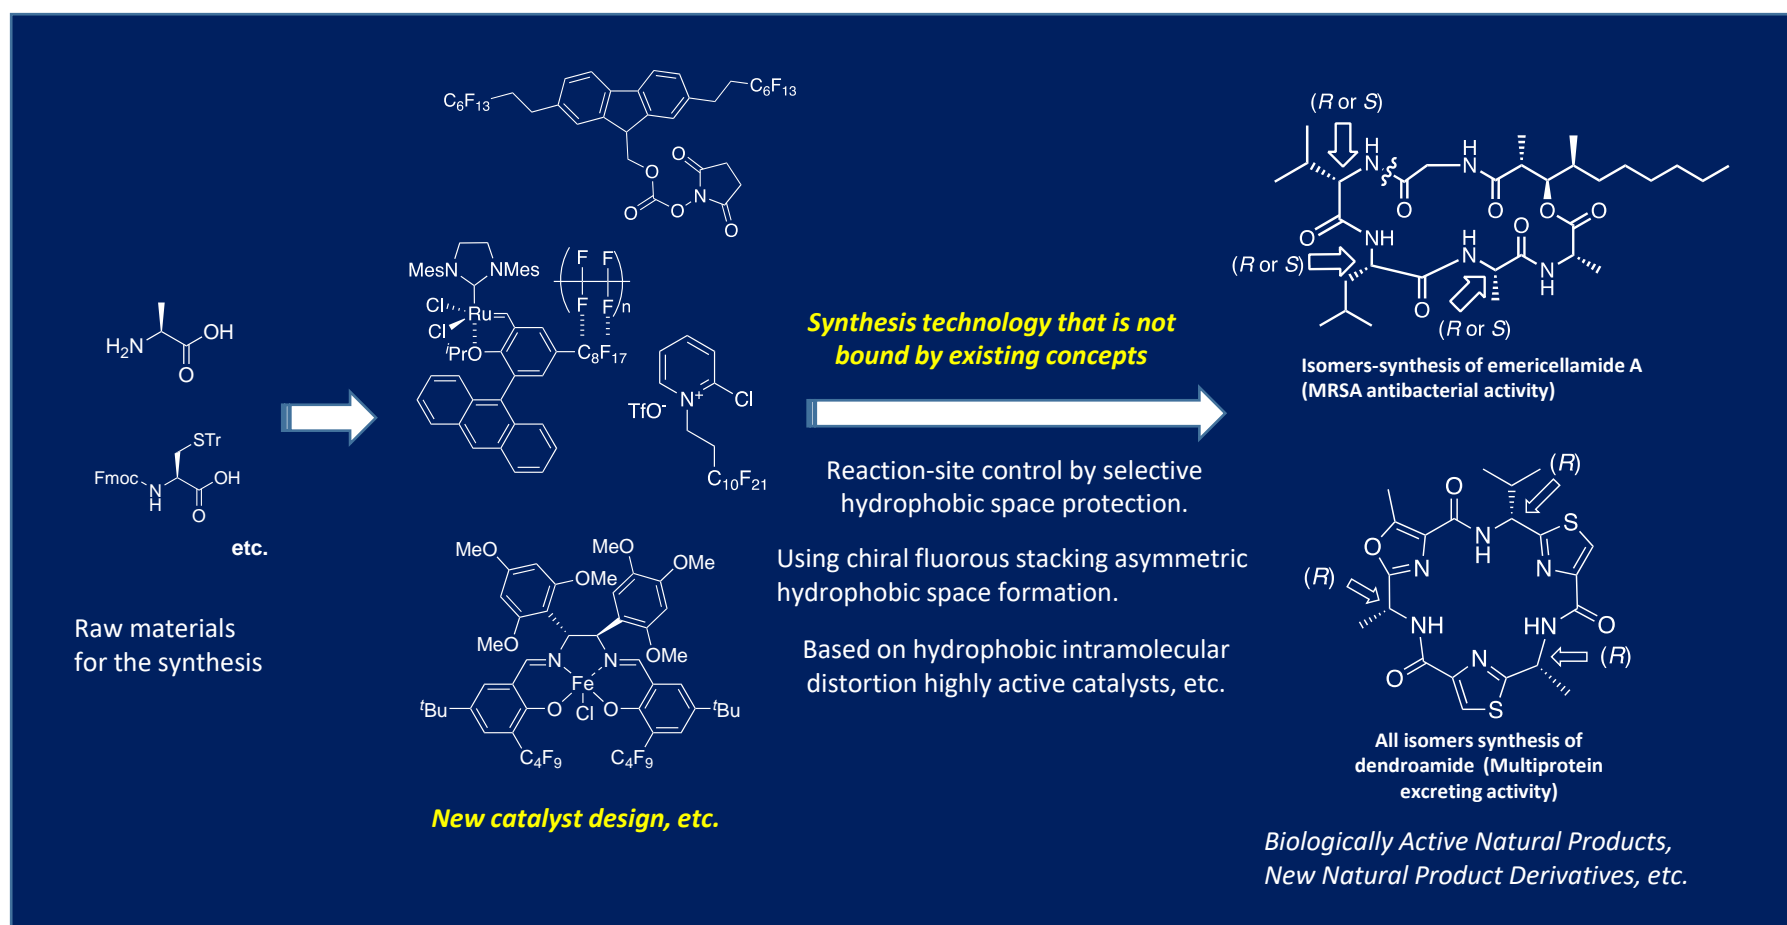 H2N
OH
O
STr
Fmoc
N
H
OH
O
etc.
Raw materials
for the synthesis
C6F13
C6F13
O
O
O
O
N
O
O
MesN
NMes
Cl
Cl
Ru
iPrO
F F
F F
n
C8F17
TfO-
N+
Cl
C10F21
MeO
OMe
MeO
MeO
MeO
OMe
OMe
N
N
Fe
Cl
O
O
tBu
tBu
C4F9
C4F9
New catalyst design, etc.
Synthesis technology that is not
bound by existing concepts
Reaction-site control by selective
hydrophobic space protection.
Using chiral fluorous stacking asymmetric
hydrophobic space formation.
Based on hydrophobic intramolecular
distortion highly active catalysts, etc.
(R or S)
H
N
H
N
O
O
O
O
O
NH
H
N
O
O
N
H
(R or S)
(R or S)
Isomers-synthesis of emericellamide A
(MRSA antibacterial activity)
(R)
O
N
H
S
N
O
N
(R)
NH
HN
O
O
N
S
(R)
All isomers synthesis of
dendroamide (Multiprotein
excreting activity)
Biologically Active Natural Products,
New Natural Product Derivatives, etc.